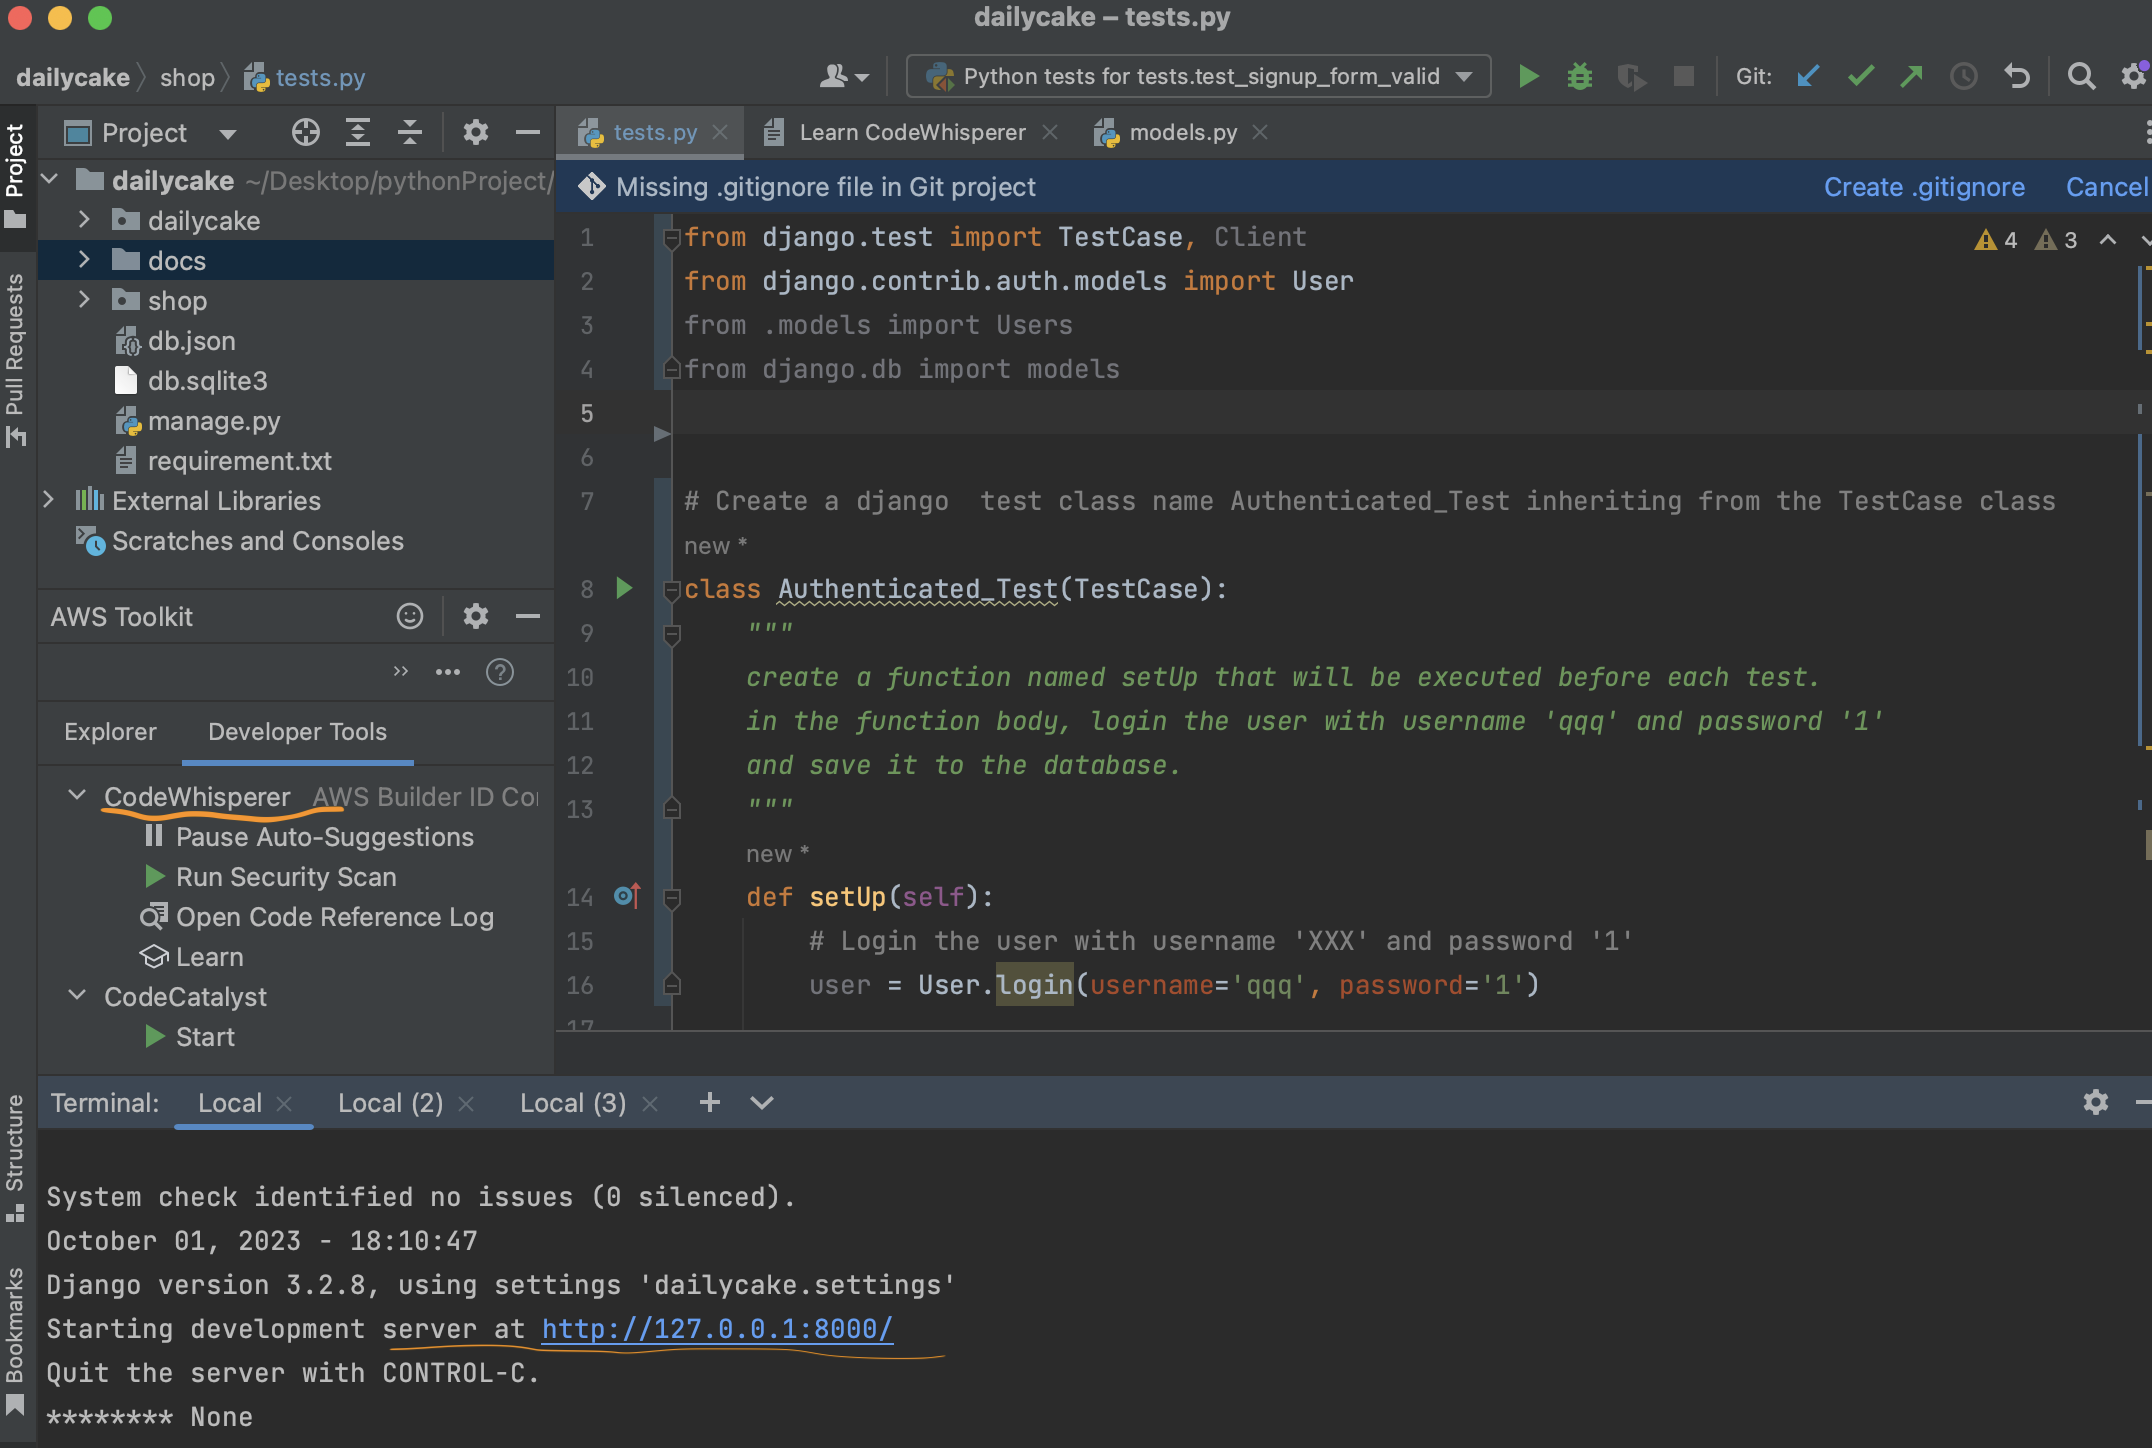 dailycake – tests.py
dailycake shop tests.py
Python tests for tests.test_signup_form_valid
Git:
Project
Pull Requests
Structure
Bookmarks
Project
dailycake ~/Desktop/pythonProject/
dailycake
docs
shop
db.json
db.sqlite3
manage.py
requirement.txt
External Libraries
Scratches and Consoles
AWS Toolkit
Explorer Developer Tools
CodeWhisperer AWS Builder ID
Pause Auto-Suggestions
Run Security Scan
Open Code Reference Log
Learn
CodeCatalyst
Start
tests.py Learn CodeWhisperer models.py
Missing .gitignore file in Git project Create .gitignore Cancel
4 3
1 from django.test import TestCase, Client
2 from django.contrib.auth.models import User
3 from .models import Users
4 from django.db import models
5
6
7 # Create a django  test class name Authenticated_Test inheriting from the TestCase class
new *
8 class Authenticated_Test(TestCase):
9 """
10 create a function named setUp that will be executed before each test.
11 in the function body, login the user with username 'qqq' and password '1'
12 and save it to the database.
13 """
new *
14 def setUp(self):
15 # Login the user with username 'XXX' and password '1'
16 user = User.login(username='qqq', password='1')
17
Terminal: Local Local (2) Local (3)
System check identified no issues (0 silenced).
October 01, 2023 - 18:10:47
Django version 3.2.8, using settings 'dailycake.settings'
Starting development server at http://127.0.0.1:8000/
Quit the server with CONTROL-C.
******** None